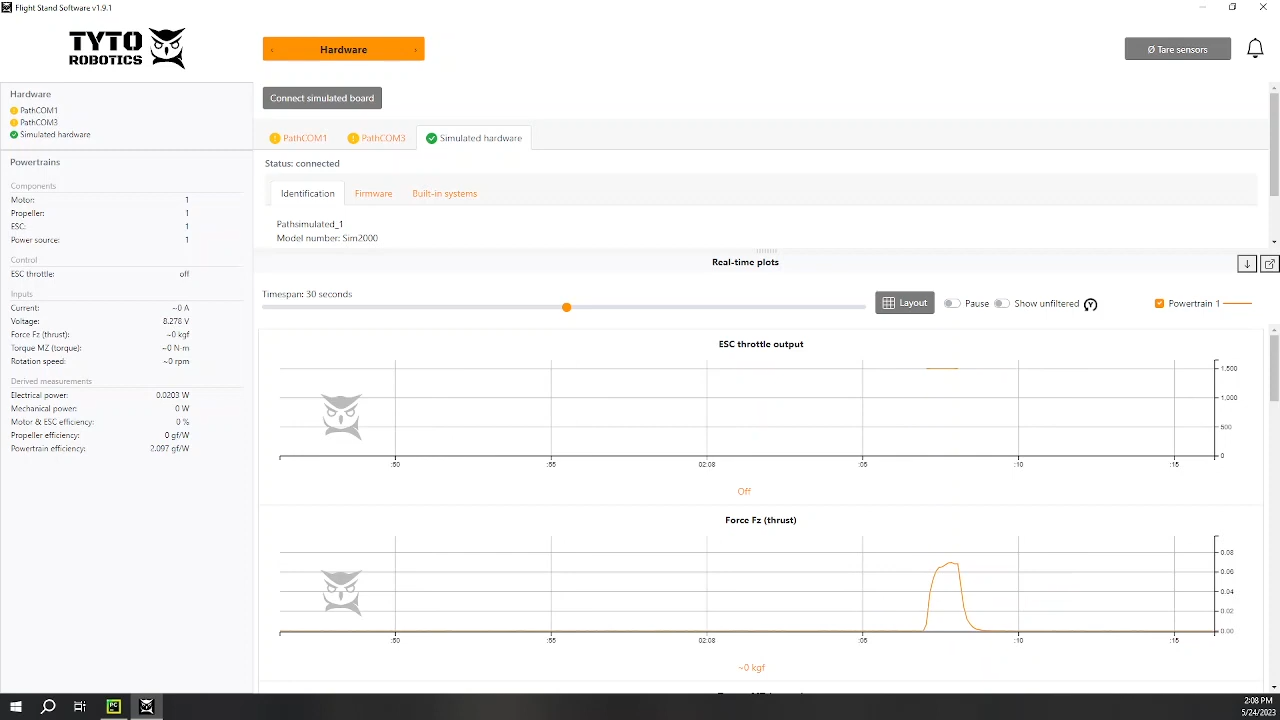 Flight Stand Software v1.9.1
TYTO
ROBOTICS
Hardware
Ø Tare sensors
Hardware
PathCOM1
PathCOM3
Simulated hardware
Powertrains
Components
Motor: 1
Propeller: 1
ESC: 1
Power source: 1
Control
ESC throttle: off
Inputs
Current: ~0 A
Voltage: 8.278 V
Force Fz (thrust): ~0 kgf
Torque MZ (torque): ~0 N·m
Rotation speed: ~0 rpm
Derived measurements
Electrical power: 0.0203 W
Mechanical power: 0 W
Motor & ESC efficiency: 0 %
Propeller efficiency: 0 gf/W
Powertrain efficiency: 2.097 gf/W
Connect simulated board
PathCOM1 PathCOM3 Simulated hardware
Status: connected
Identification Firmware Built-in systems
Pathsimulated_1
Model number: Sim2000
Real-time plots
Timespan: 30 seconds
Layout Pause Show unfiltered Powertrain 1
ESC throttle output
1,500
1,000
500
0
:50 :55 02:08 :05 :10 :15
Off
Force Fz (thrust)
0.08
0.06
0.04
0.02
0.00
:50 :55 02:08 :05 :10 :15
~0 kgf
PC
2:08 PM
5/24/2023